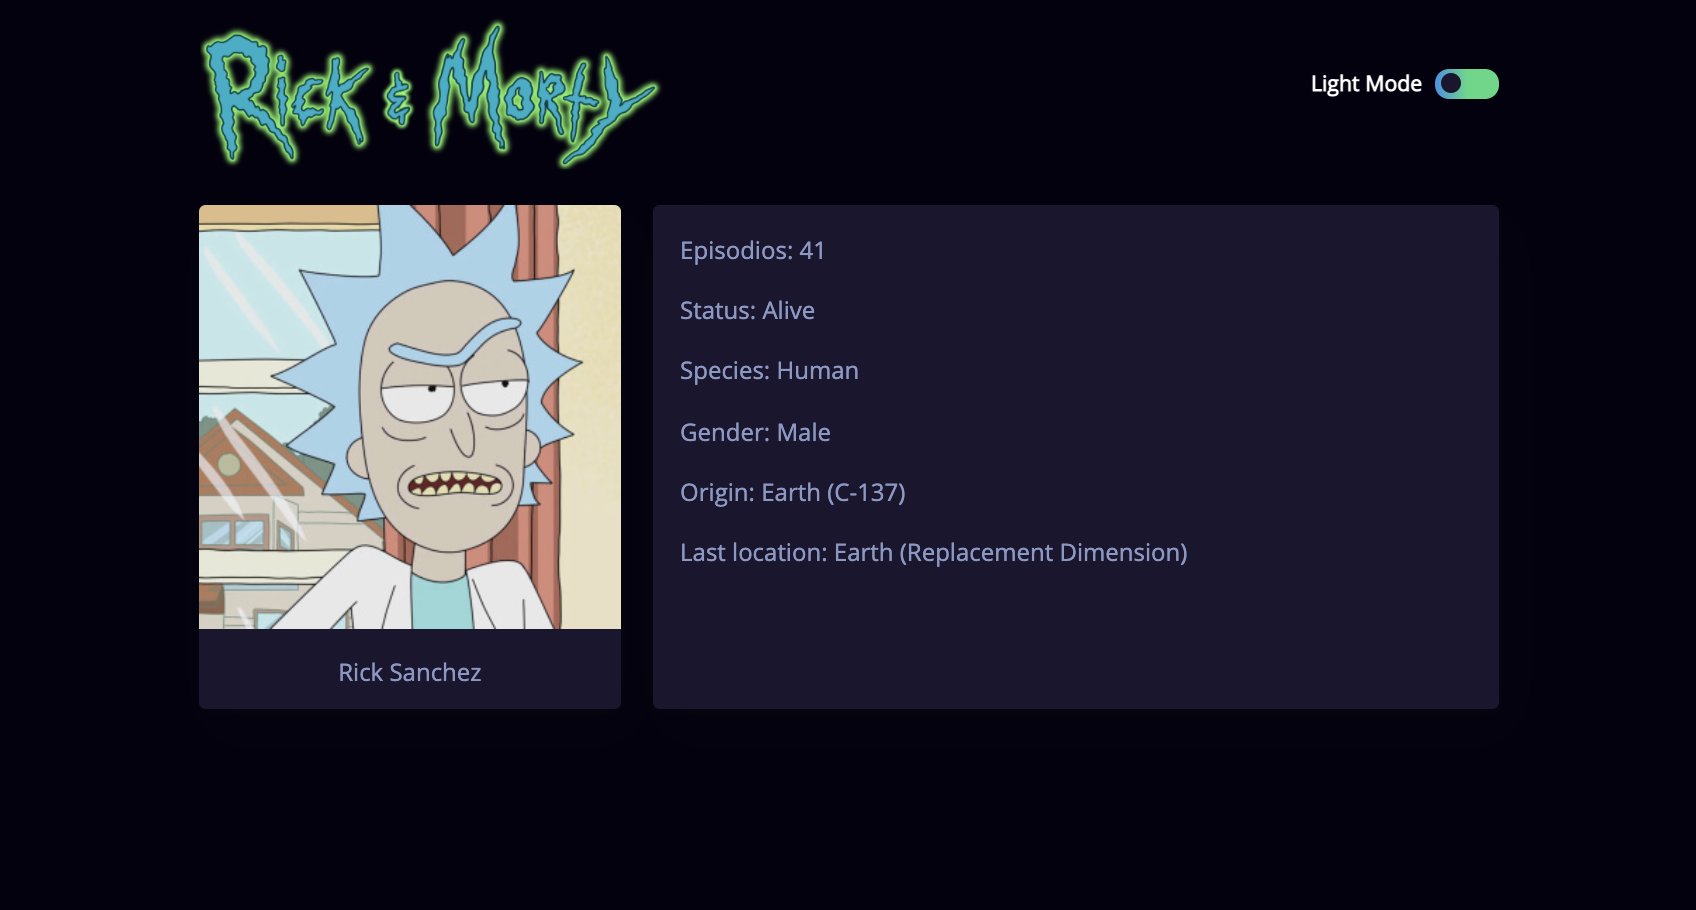 Rick & Morty
Light Mode
Episodios: 41
Status: Alive
Species: Human
Gender: Male
Origin: Earth (C-137)
Last location: Earth (Replacement Dimension)
Rick Sanchez